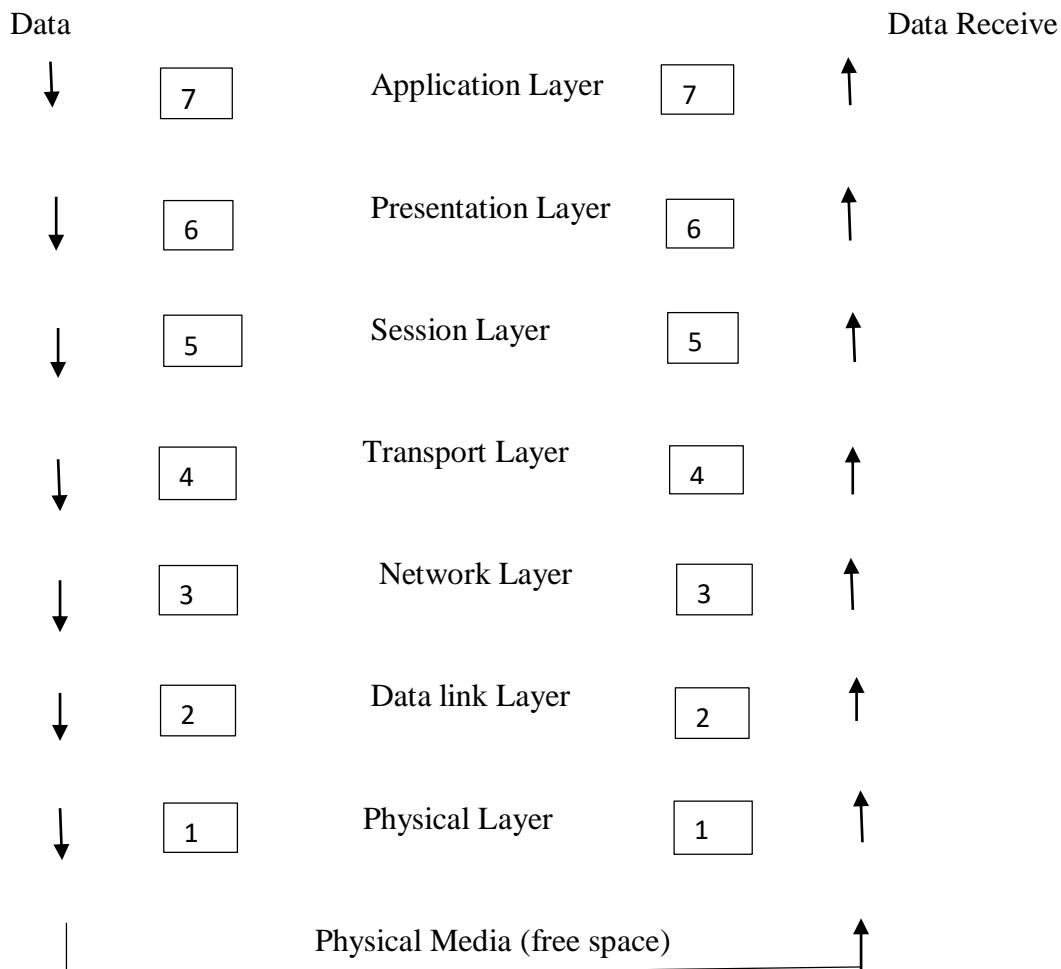 Data Data Receive
7 Application Layer 7
6 Presentation Layer 6
5 Session Layer 5
4 Transport Layer 4
3 Network Layer 3
2 Data link Layer 2
1 Physical Layer 1
Physical Media (free space)